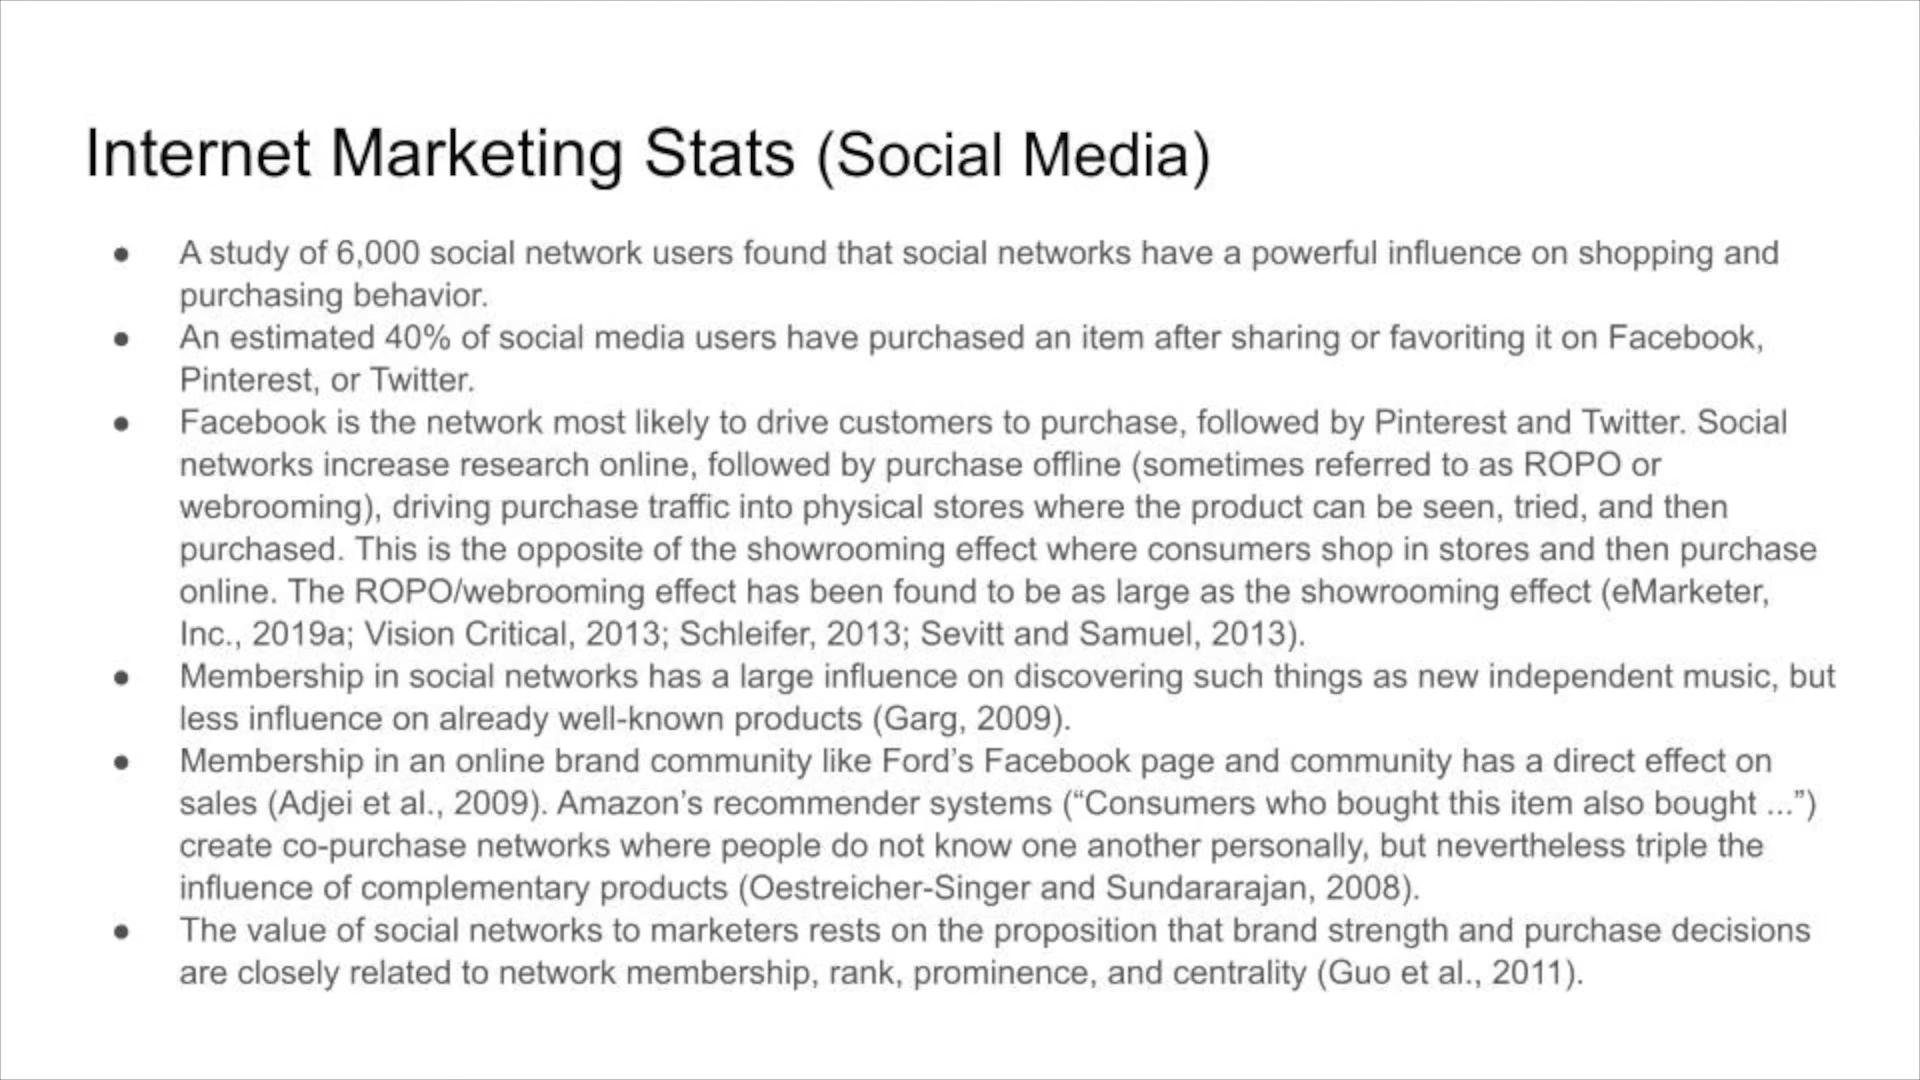 Internet Marketing Stats (Social Media)
● A study of 6,000 social network users found that social networks have a powerful influence on shopping and
purchasing behavior.
● An estimated 40% of social media users have purchased an item after sharing or favoriting it on Facebook,
Pinterest, or Twitter.
● Facebook is the network most likely to drive customers to purchase, followed by Pinterest and Twitter. Social
networks increase research online, followed by purchase offline (sometimes referred to as ROPO or
webrooming), driving purchase traffic into physical stores where the product can be seen, tried, and then
purchased. This is the opposite of the showrooming effect where consumers shop in stores and then purchase
online. The ROPO/webrooming effect has been found to be as large as the showrooming effect (eMarketer,
Inc., 2019a; Vision Critical, 2013; Schleifer, 2013; Sevitt and Samuel, 2013).
● Membership in social networks has a large influence on discovering such things as new independent music, but
less influence on already well-known products (Garg, 2009).
● Membership in an online brand community like Ford’s Facebook page and community has a direct effect on
sales (Adjei et al., 2009). Amazon’s recommender systems (“Consumers who bought this item also bought ...”)
create co-purchase networks where people do not know one another personally, but nevertheless triple the
influence of complementary products (Oestreicher-Singer and Sundararajan, 2008).
● The value of social networks to marketers rests on the proposition that brand strength and purchase decisions
are closely related to network membership, rank, prominence, and centrality (Guo et al., 2011).